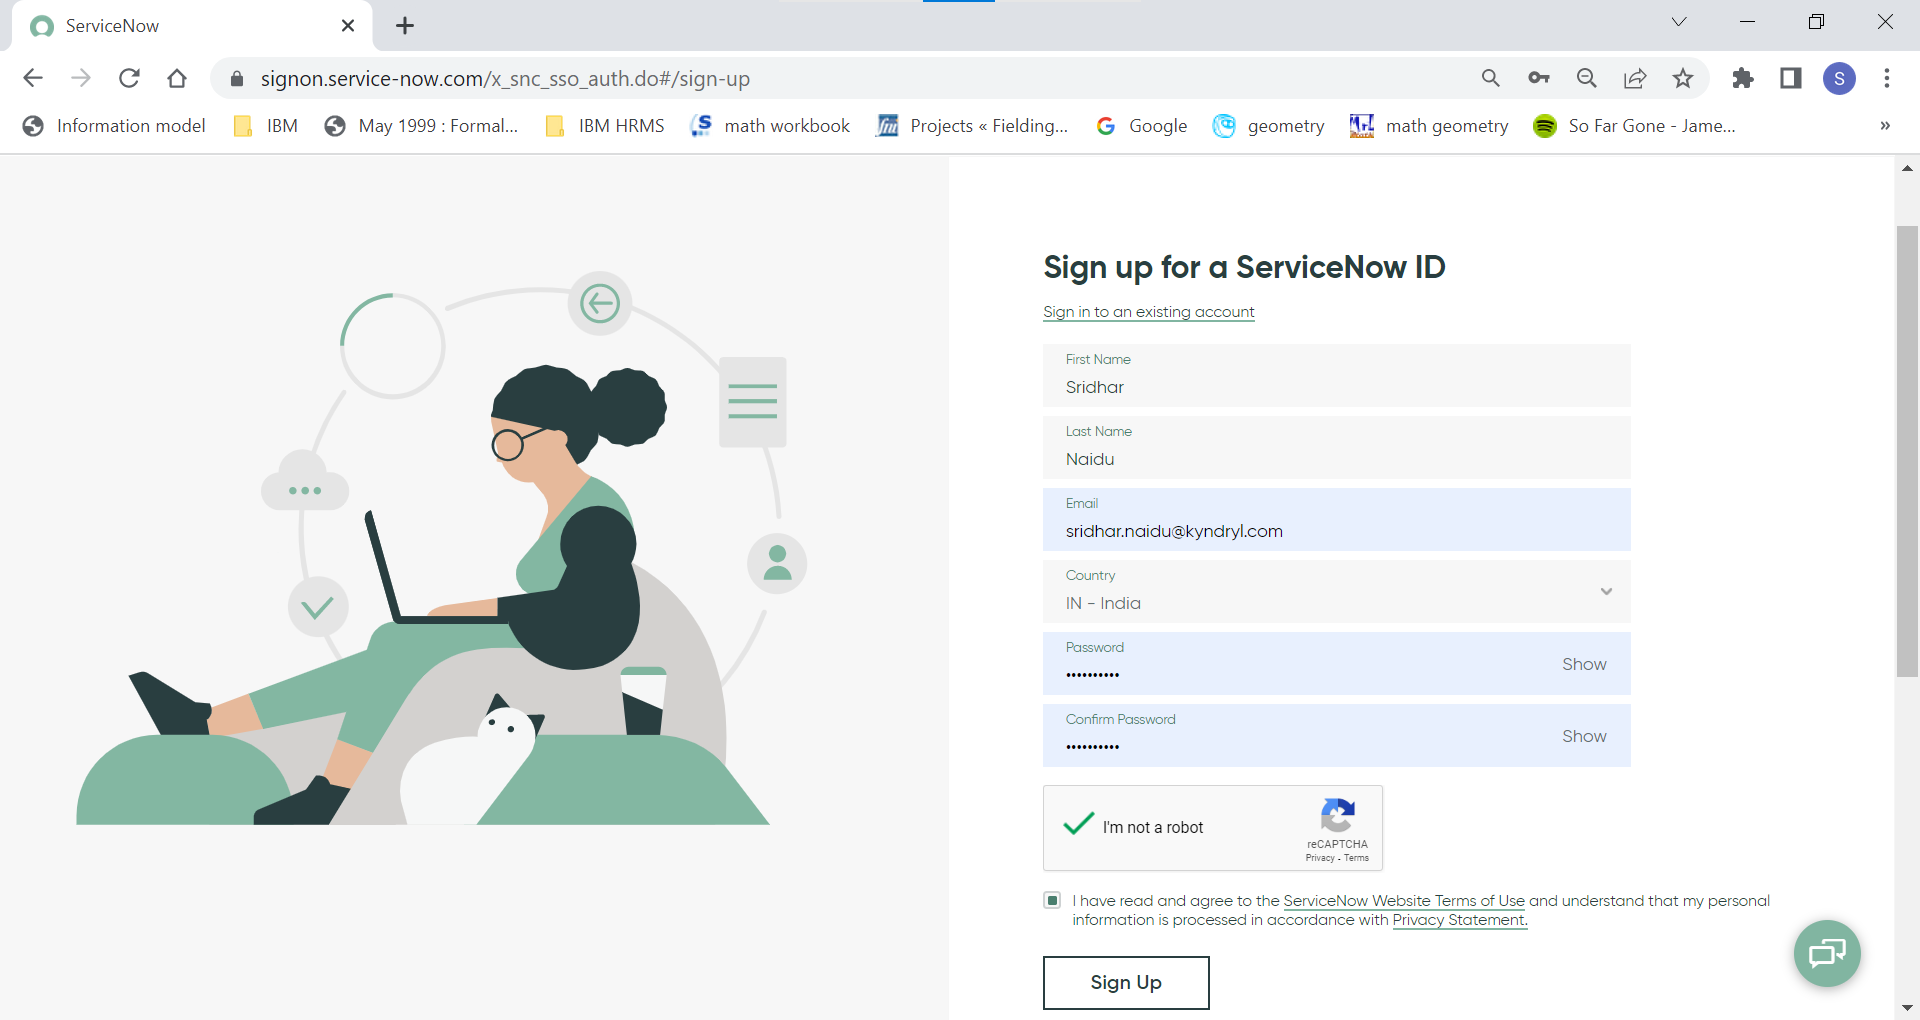 ServiceNow
signon.service-now.com/x_snc_sso_auth.do#/sign-up
S
Information model
IBM
May 1999 : Formal...
IBM HRMS
math workbook
Projects « Fielding...
Google
geometry
math geometry
So Far Gone - Jame...
»
Sign up for a ServiceNow ID
Sign in to an existing account
First Name
Sridhar
Last Name
Naidu
Email
sridhar.naidu@kyndryl.com
Country
IN - India
Password
••••••••••
Show
Confirm Password
••••••••••
Show
I'm not a robot
reCAPTCHA
Privacy - Terms
I have read and agree to the ServiceNow Website Terms of Use and understand that my personal
information is processed in accordance with Privacy Statement.
Sign Up